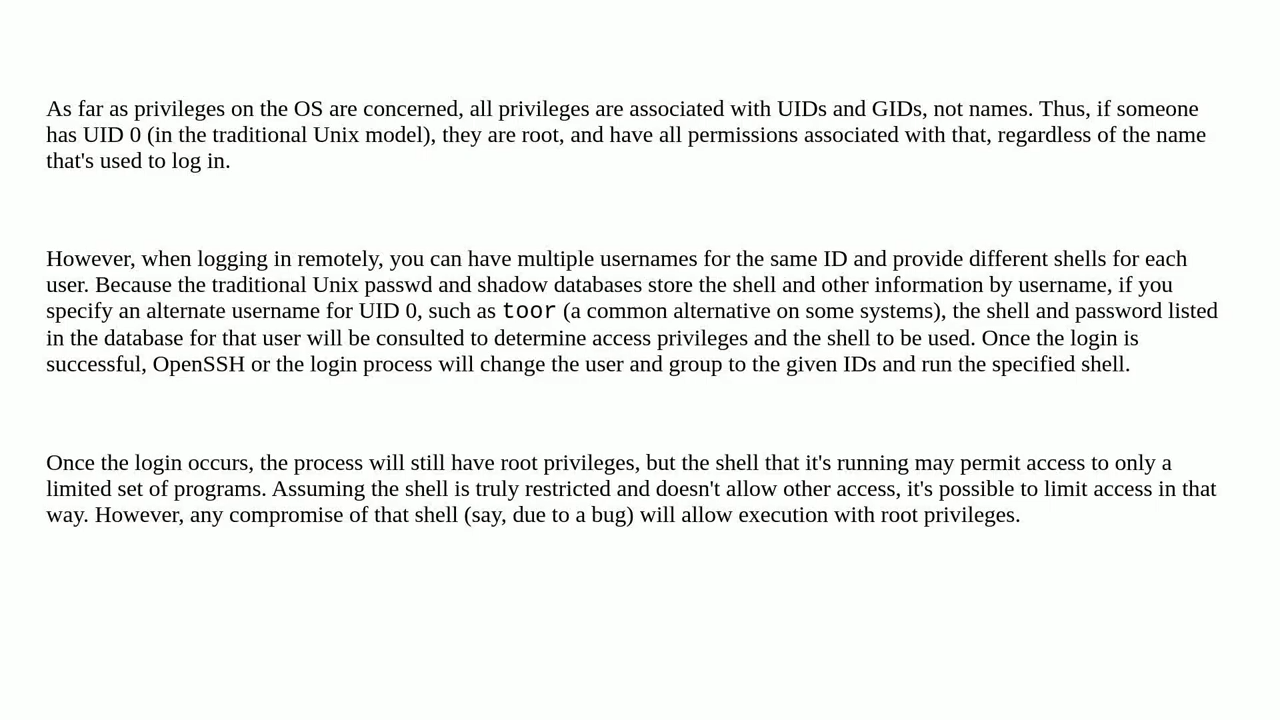 As far as privileges on the OS are concerned, all privileges are associated with UIDs and GIDs, not names. Thus, if someone
has UID 0 (in the traditional Unix model), they are root, and have all permissions associated with that, regardless of the name
that's used to log in.
However, when logging in remotely, you can have multiple usernames for the same ID and provide different shells for each
user. Because the traditional Unix passwd and shadow databases store the shell and other information by username, if you
specify an alternate username for UID 0, such as toor (a common alternative on some systems), the shell and password listed
in the database for that user will be consulted to determine access privileges and the shell to be used. Once the login is
successful, OpenSSH or the login process will change the user and group to the given IDs and run the specified shell.
Once the login occurs, the process will still have root privileges, but the shell that it's running may permit access to only a
limited set of programs. Assuming the shell is truly restricted and doesn't allow other access, it's possible to limit access in that
way. However, any compromise of that shell (say, due to a bug) will allow execution with root privileges.